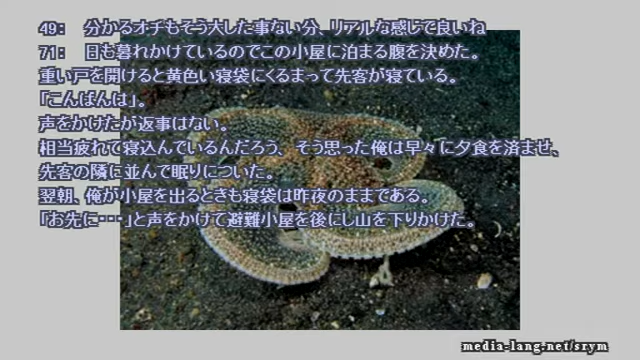 49:　分かるオチもそう大した事ない分、リアルな感じで良いね
71:　日も暮れかけているのでこの小屋に泊まる腹を決めた。
重い戸を開けると黄色い寝袋にくるまって先客が寝ている。
「こんばんは」。
声をかけたが返事はない。
相当疲れて寝込んでいるんだろう、そう思った俺は早々に夕食を済ませ、
先客の隣に並んで眠りについた。
翌朝、俺が小屋を出るときも寝袋は昨夜のままである。
「お先に・・・」と声をかけて避難小屋を後にし山を下りかけた。
media-lang-net/srym